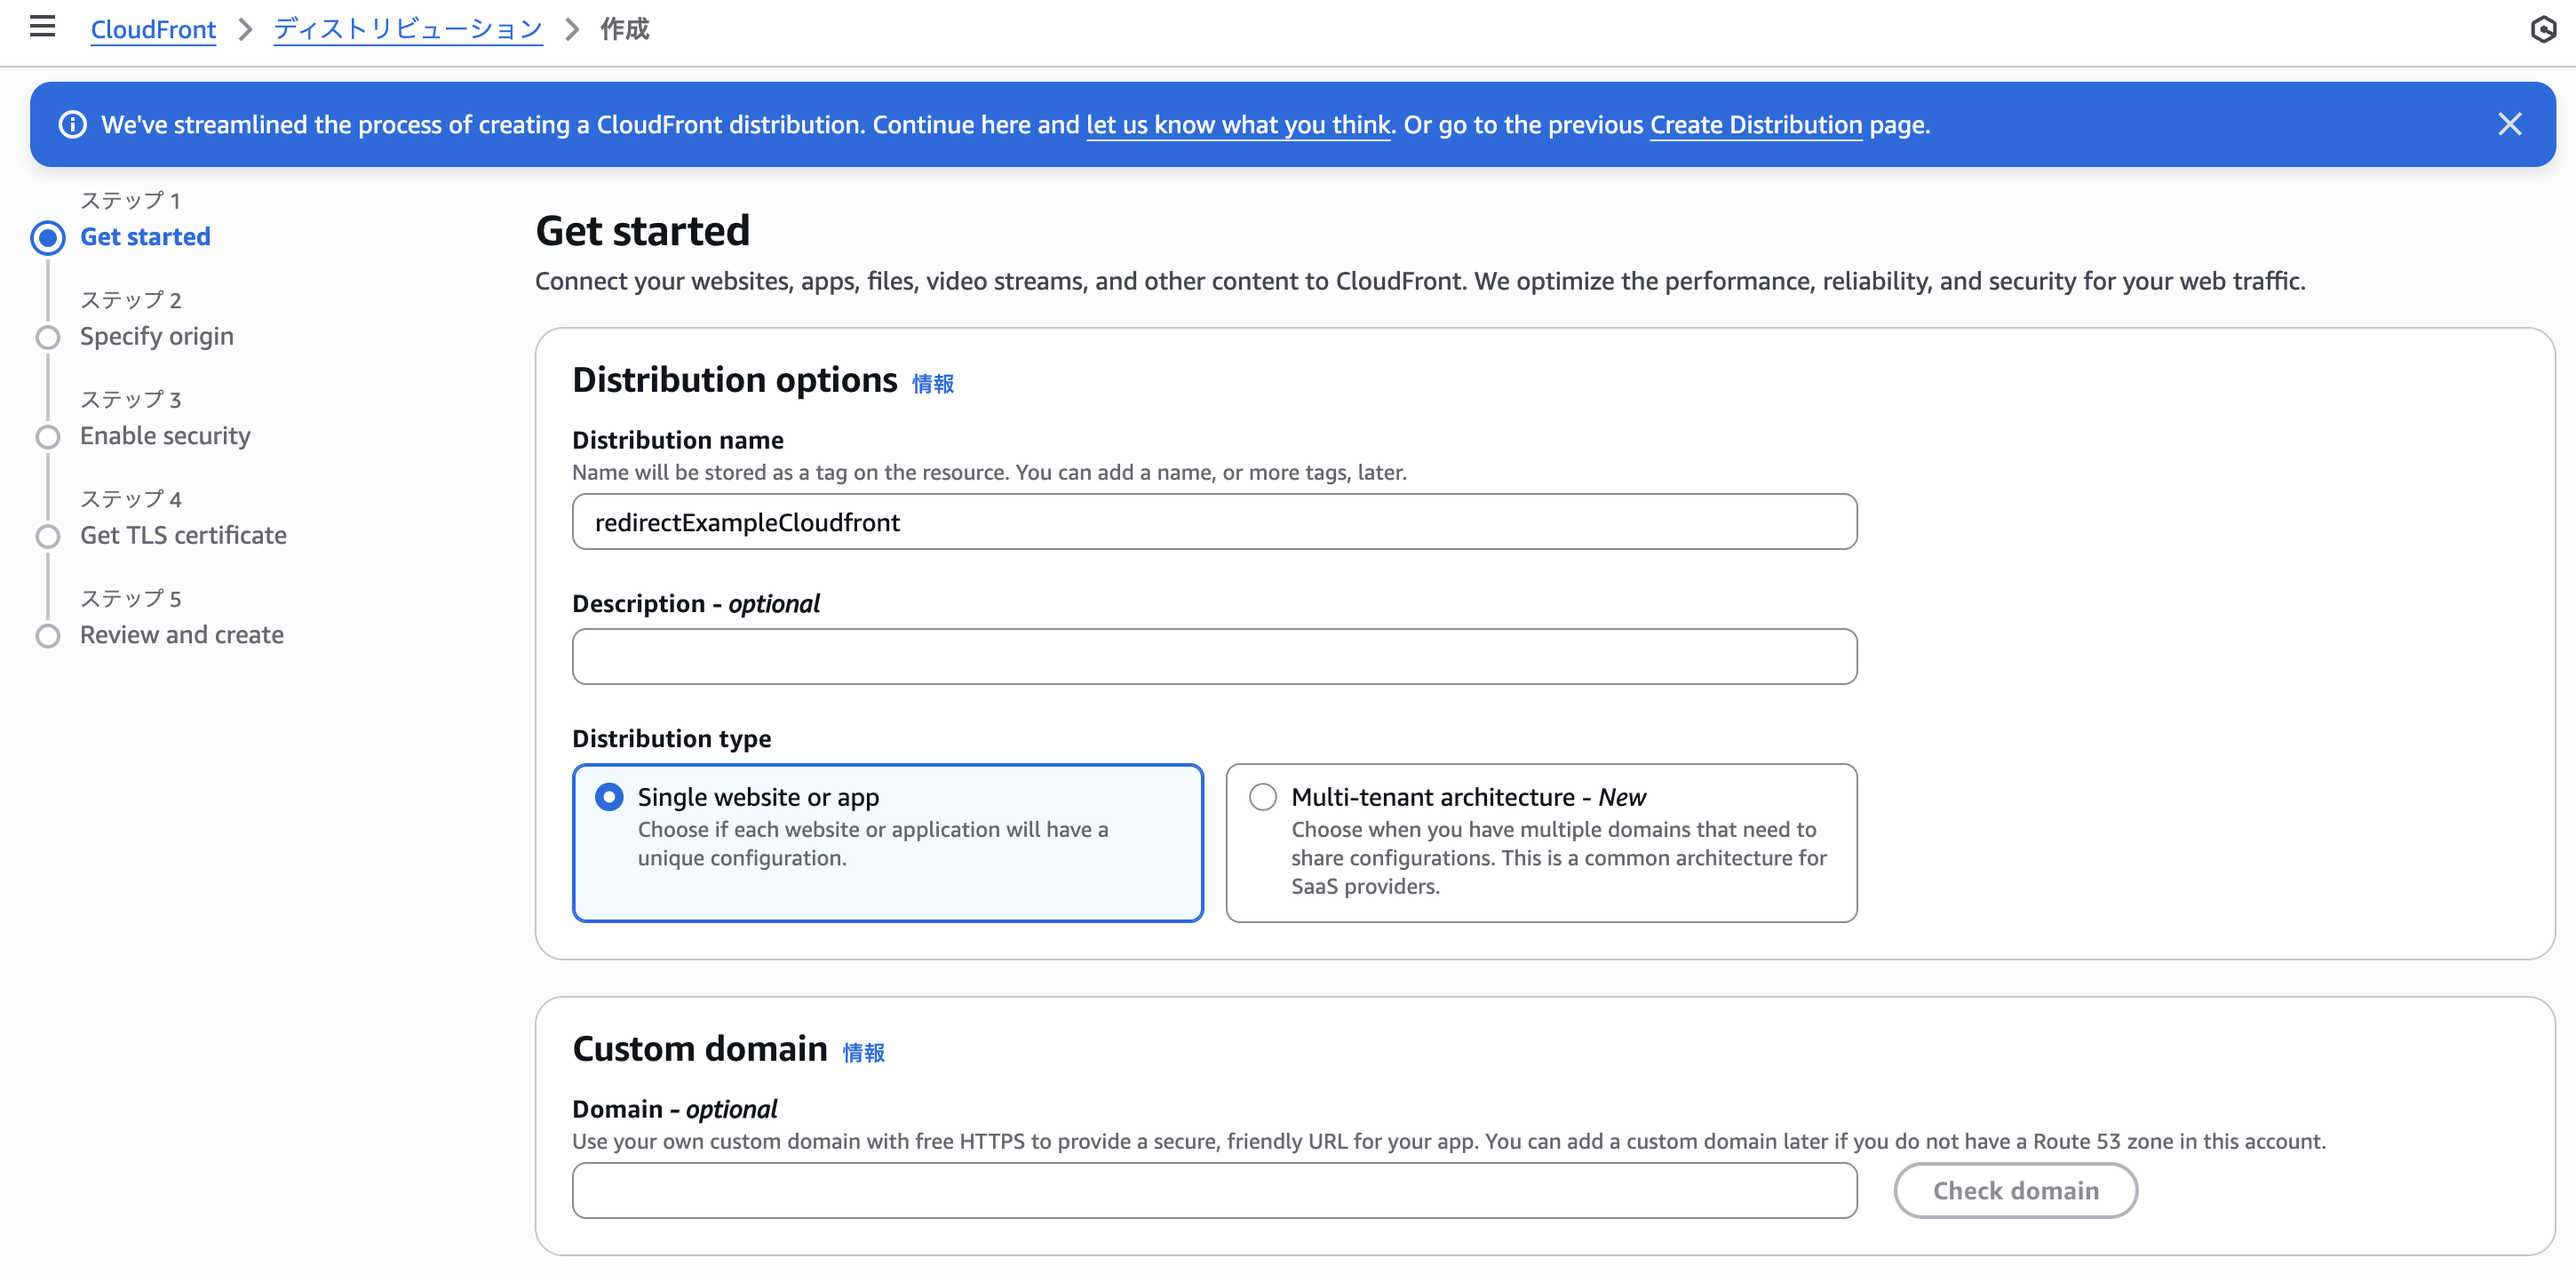 CloudFront > ディストリビューション > 作成
We've streamlined the process of creating a CloudFront distribution. Continue here and let us know what you think. Or go to the previous Create Distribution page.
ステップ 1
Get started
ステップ 2
Specify origin
ステップ 3
Enable security
ステップ 4
Get TLS certificate
ステップ 5
Review and create
Get started
Connect your websites, apps, files, video streams, and other content to CloudFront. We optimize the performance, reliability, and security for your web traffic.
Distribution options 情報
Distribution name
Name will be stored as a tag on the resource. You can add a name, or more tags, later.
redirectExampleCloudfront
Description - optional
Distribution type
Single website or app
Choose if each website or application will have a
unique configuration.
Multi-tenant architecture - New
Choose when you have multiple domains that need to
share configurations. This is a common architecture for
SaaS providers.
Custom domain 情報
Domain - optional
Use your own custom domain with free HTTPS to provide a secure, friendly URL for your app. You can add a custom domain later if you do not have a Route 53 zone in this account.
Check domain